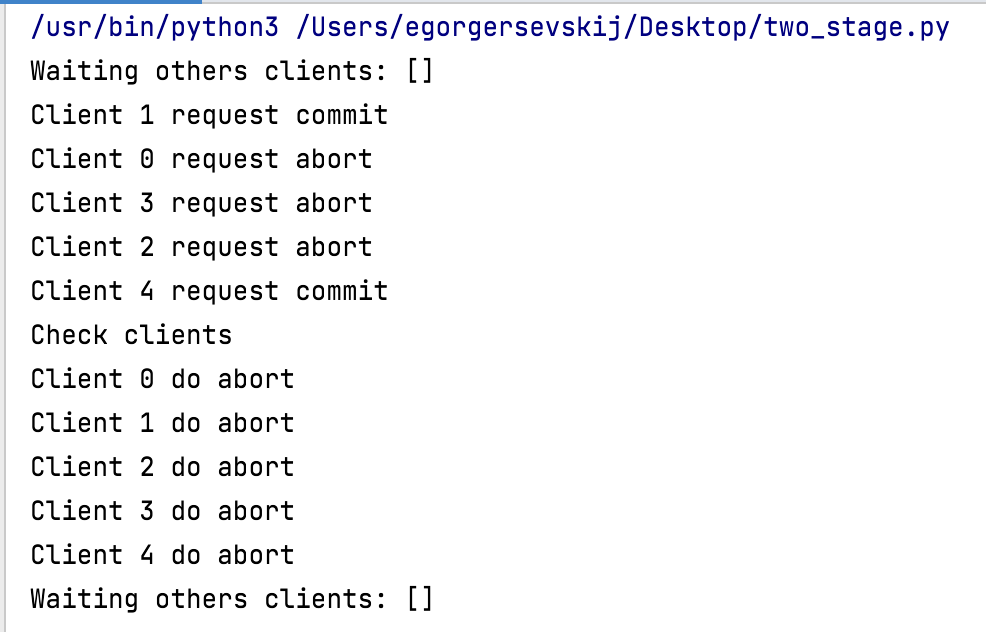 /usr/bin/python3 /Users/egorgersevskij/Desktop/two_stage.py
Waiting others clients: []
Client 1 request commit
Client 0 request abort
Client 3 request abort
Client 2 request abort
Client 4 request commit
Check clients
Client 0 do abort
Client 1 do abort
Client 2 do abort
Client 3 do abort
Client 4 do abort
Waiting others clients: []